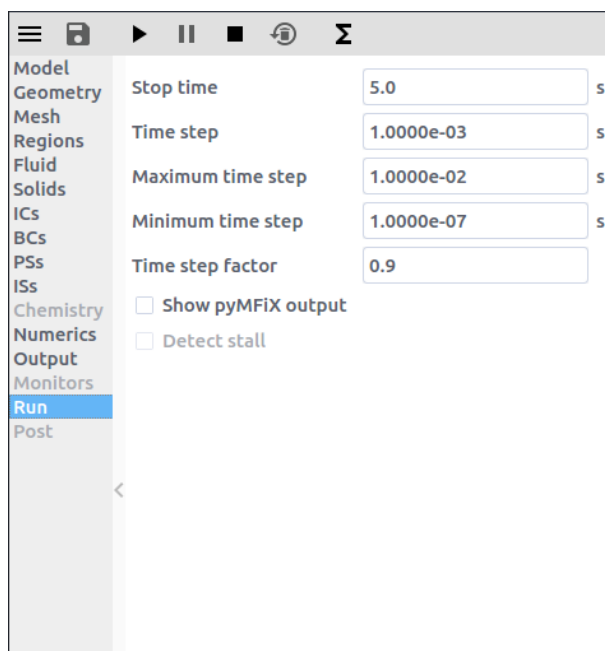 Σ
Model
Geometry
Mesh
Regions
Fluid
Solids
ICs
BCs
PSs
ISs
Chemistry
Numerics
Output
Monitors
Run
Post
Stop time 5.0 s
Time step 1.0000e-03 s
Maximum time step 1.0000e-02 s
Minimum time step 1.0000e-07 s
Time step factor 0.9
Show pyMFiX output
Detect stall